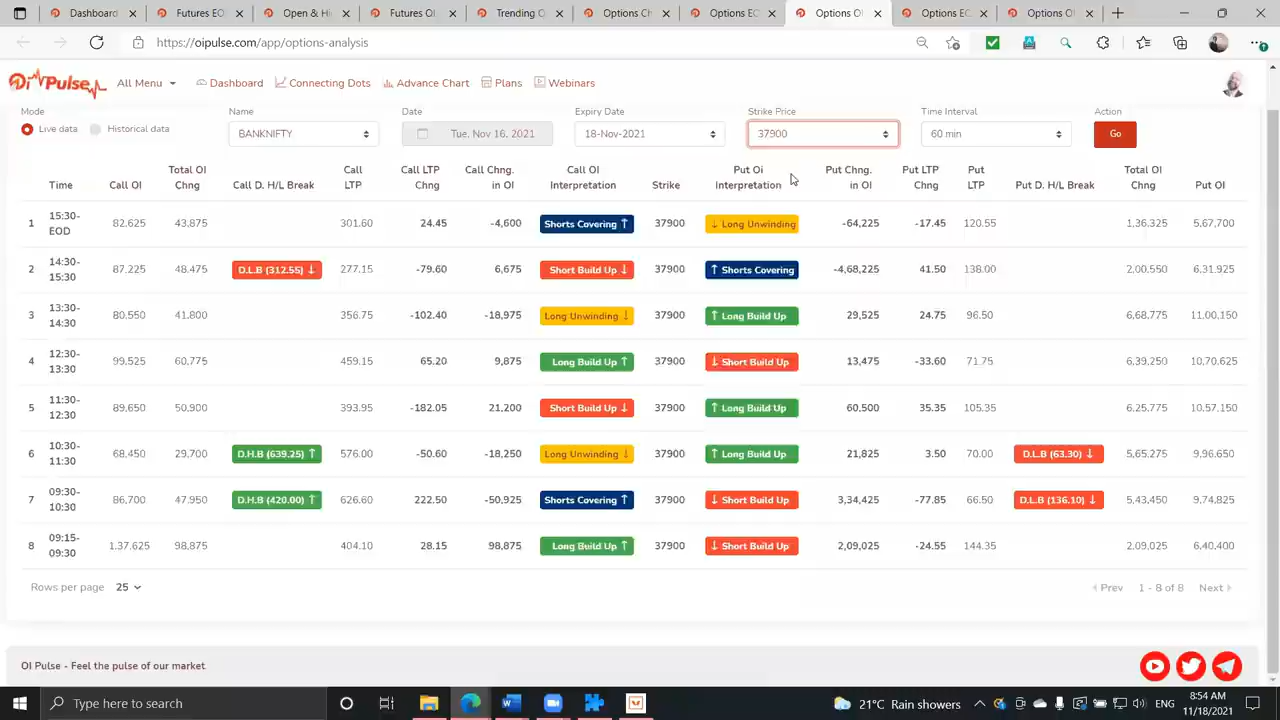 Dashboard
Futures EO
Open & Hi
Futures OI
Trending O
Options Ch
Options EC
Options OI
Options EC
Options OI
https://oipulse.com/app/options-analysis
Oi Pulse
All Menu
Dashboard
Connecting Dots
Advance Chart
Plans
Webinars
Mode
Name
Date
Expiry Date
Strike Price
Time Interval
Action
Live data
Historical data
BANKNIFTY
Tue, Nov 16, 2021
18-Nov-2021
37900
60 min
Go
Time Call OI Total OI Chng Call D. H/L Break Call LTP Call LTP Chng Call Chng. in OI Call OI Interpretation Strike Put Oi Interpretation Put Chng. in OI Put LTP Chng Put LTP Put D. H/L Break Total OI Chng Put OI
1 15:30-EOD 82,625 43,875 301.60 24.45 -4,600 Shorts Covering ↑ 37900 ↓ Long Unwinding -64,225 -17.45 120.55 1,36,325 5,67,700
2 14:30-15:30 87,225 48,475 D.L.B (312.55) ↓ 277.15 -79.60 6,675 Short Build Up ↓ 37900 ↑ Shorts Covering -4,68,225 41.50 138.00 2,00,550 6,31,925
3 13:30-14:30 80,550 41,800 356.75 -102.40 -18,975 Long Unwinding ↓ 37900 ↑ Long Build Up 29,525 24.75 96.50 6,68,775 11,00,150
4 12:30-13:30 99,525 60,775 459.15 65.20 9,875 Long Build Up ↑ 37900 ↓ Short Build Up 13,475 -33.60 71.75 6,39,250 10,70,625
5 11:30-12:30 89,650 50,900 393.95 -182.05 21,200 Short Build Up ↓ 37900 ↑ Long Build Up 60,500 35.35 105.35 6,25,775 10,57,150
6 10:30-11:30 68,450 29,700 D.H.B (639.25) ↑ 576.00 -50.60 -18,250 Long Unwinding ↓ 37900 ↑ Long Build Up 21,825 3.50 70.00 D.L.B (63.30) ↓ 5,65,275 9,96,650
7 09:30-10:30 86,700 47,950 D.H.B (420.00) ↑ 626.60 222.50 -50,925 Shorts Covering ↑ 37900 ↓ Short Build Up 3,34,425 -77.85 66.50 D.L.B (136.10) ↓ 5,43,450 9,74,825
8 09:15-09:30 1,37,625 98,875 404.10 28.15 98,875 Long Build Up ↑ 37900 ↓ Short Build Up 2,09,025 -24.55 144.35 2,09,025 6,40,400
Rows per page 25
Prev 1 - 8 of 8 Next
OI Pulse - Feel the pulse of our market
Type here to search
21°C Rain showers
ENG
8:54 AM
11/18/2021